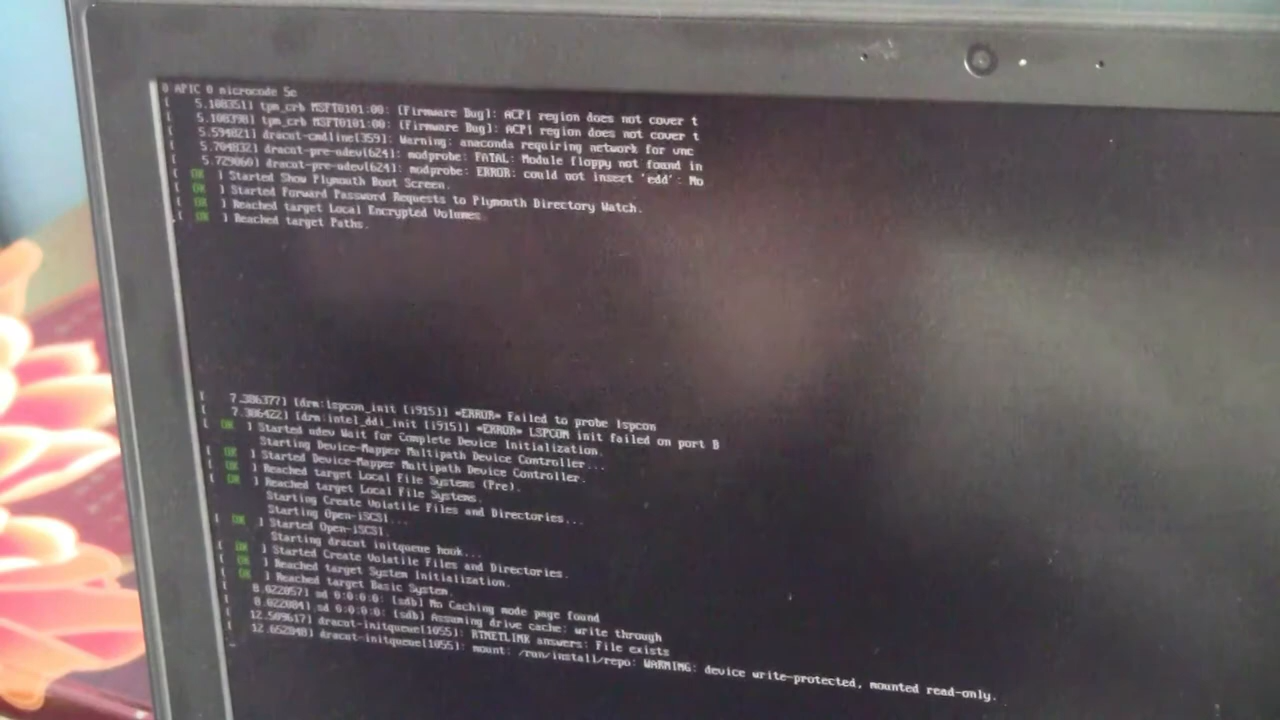 0 APIC 0 microcode 5e
[ 5.108351] tpm_crb MSFT0101:00: [Firmware Bug]: ACPI region does not cover t
[ 5.108398] tpm_crb MSFT0101:00: [Firmware Bug]: ACPI region does not cover t
[ 5.594821] dracut-cmdline[359]: Warning: anaconda requiring network for vnc
[ 5.704832] dracut-pre-udev[624]: modprobe: FATAL: Module floppy not found in
[ 5.729060] dracut-pre-udev[624]: modprobe: ERROR: could not insert 'edd': No
[ OK ] Started Show Plymouth Boot Screen.
[ OK ] Started Forward Password Requests to Plymouth Directory Watch.
[ OK ] Reached target Local Encrypted Volumes
[ OK ] Reached target Paths.
[ 7.386377] [drm:lspcon_init [i915]] *ERROR* Failed to probe lspcon
[ 7.386422] [drm:intel_ddi_init [i915]] *ERROR* LSPCON init failed on port B
[ OK ] Started udev Wait for Complete Device Initialization.
Starting Device-Mapper Multipath Device Controller...
[ OK ] Started Device-Mapper Multipath Device Controller.
[ OK ] Reached target Local File Systems (Pre).
[ OK ] Reached target Local File Systems.
Starting Create Volatile Files and Directories...
Starting Open-iSCSI...
[ OK ] Started Open-iSCSI.
Starting dracut initqueue hook...
[ OK ] Started Create Volatile Files and Directories.
[ OK ] Reached target System Initialization.
[ OK ] Reached target Basic System.
[ 8.022057] sd 0:0:0:0: [sdb] No Caching mode page found
[ 8.022084] sd 0:0:0:0: [sdb] Assuming drive cache: write through
[ 12.509617] dracut-initqueue[1055]: RTNETLINK answers: File exists
[ 12.652848] dracut-initqueue[1055]: mount: /run/install/repo: WARNING: device write-protected, mounted read-only.